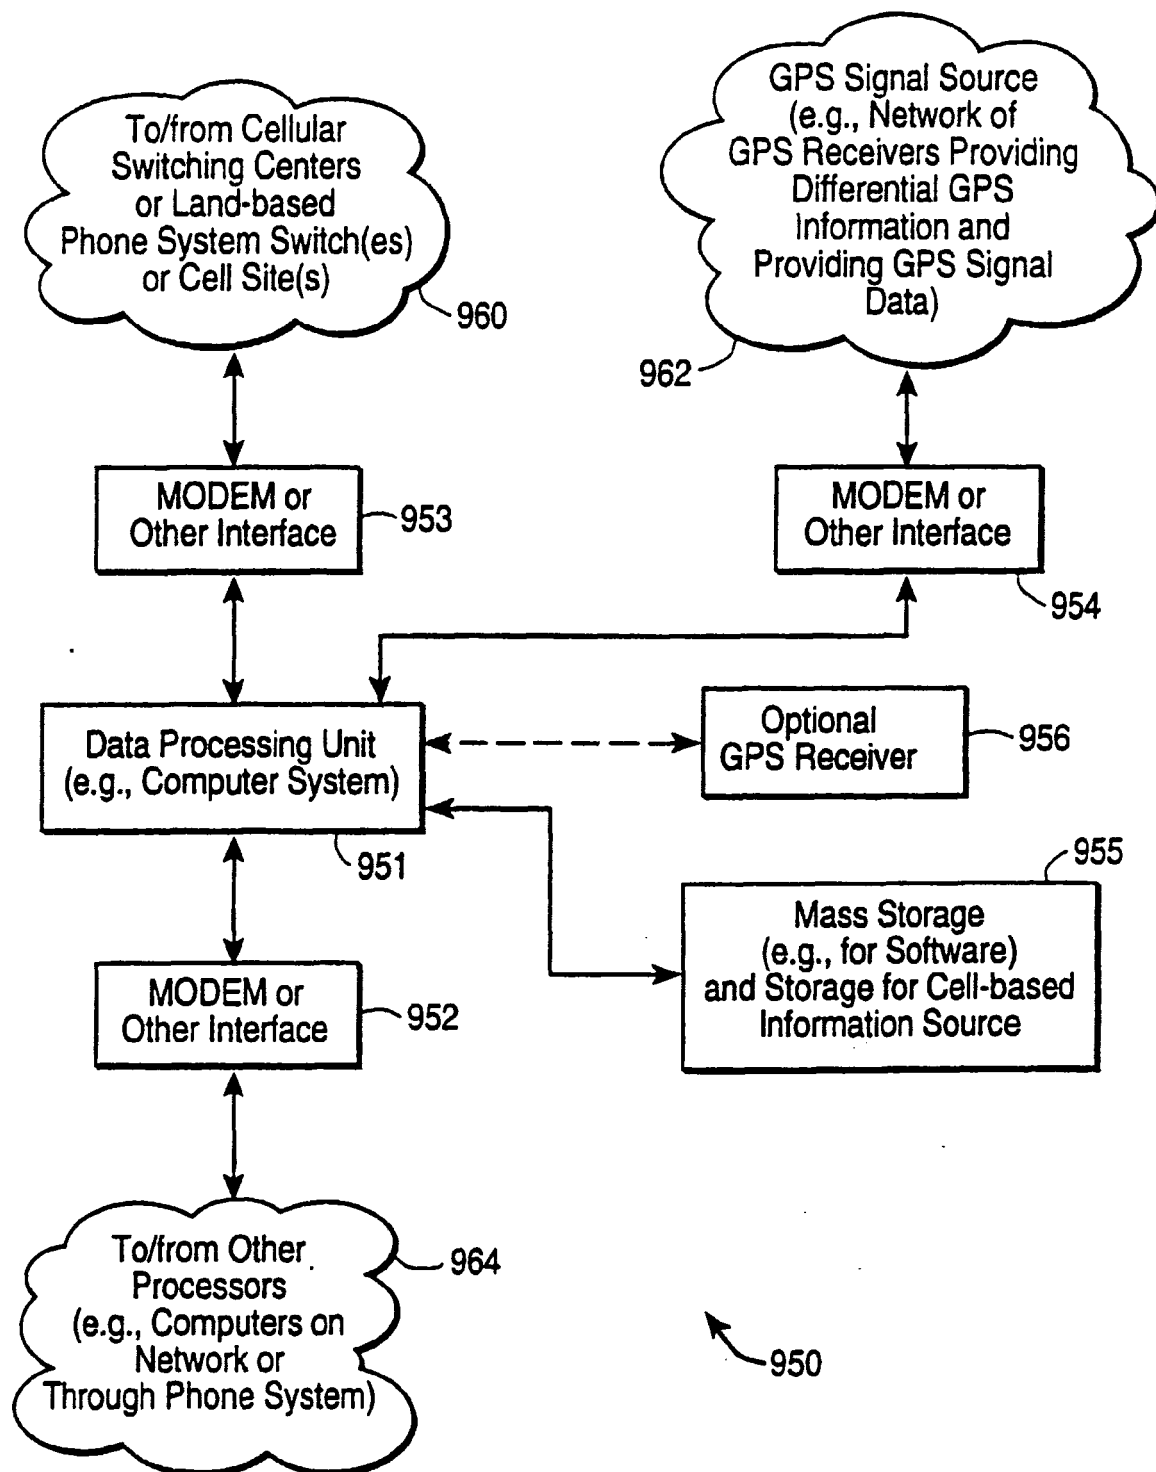 To/from Cellular
Switching Centers
or Land-based
Phone System Switch(es)
or Cell Site(s)
960
GPS Signal Source
(e.g., Network of
GPS Receivers Providing
Differential GPS
Information and
Providing GPS Signal
Data)
962
MODEM or
Other Interface
953
MODEM or
Other Interface
954
Data Processing Unit
(e.g., Computer System)
951
Optional
GPS Receiver
956
955
Mass Storage
(e.g., for Software)
and Storage for Cell-based
Information Source
MODEM or
Other Interface
952
To/from Other
Processors
(e.g., Computers on
Network or
Through Phone System)
964
950